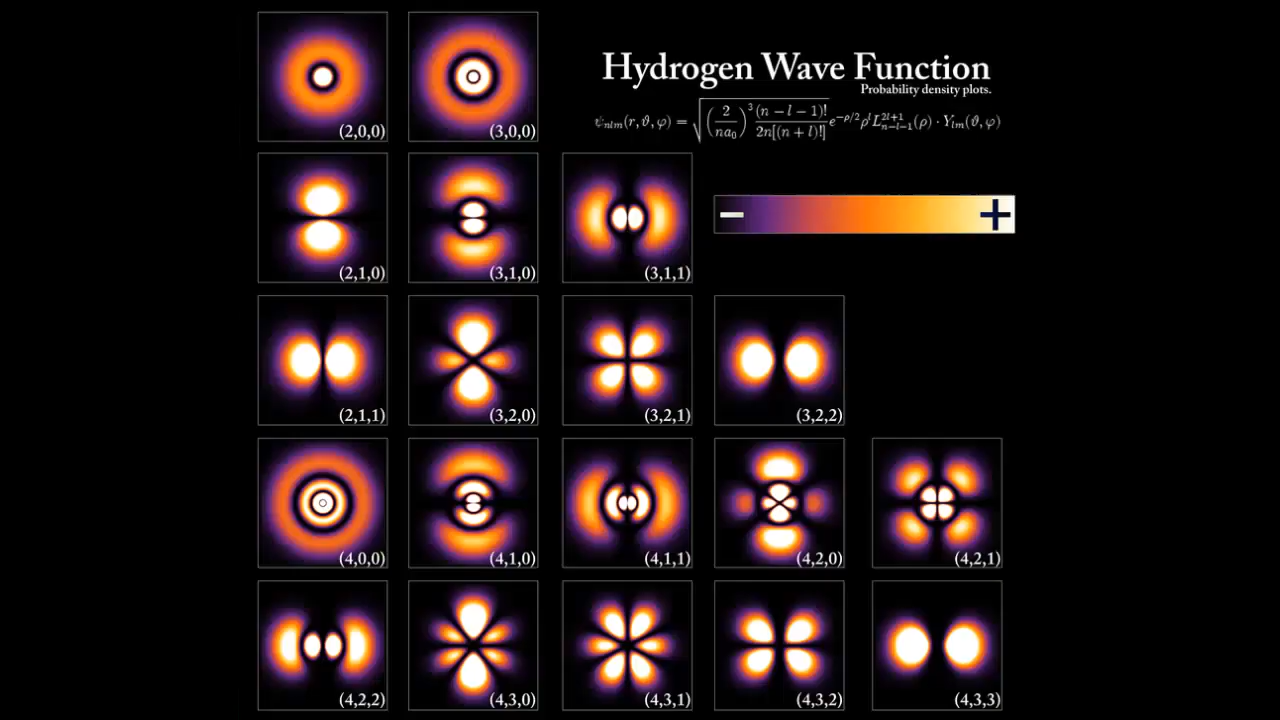 Hydrogen Wave Function
Probability density plots.
ψnlm(r,ϑ,φ) = √((2/na₀)³ (n − l − 1)!/2n[(n + l)!]) e^{−ρ/2} ρ^l L^{2l+1}_{n−l−1}(ρ) · Ylm(ϑ,φ)
(2,0,0) (3,0,0)
− +
(2,1,0) (3,1,0) (3,1,1)
(2,1,1) (3,2,0) (3,2,1) (3,2,2)
(4,0,0) (4,1,0) (4,1,1) (4,2,0) (4,2,1)
(4,2,2) (4,3,0) (4,3,1) (4,3,2) (4,3,3)